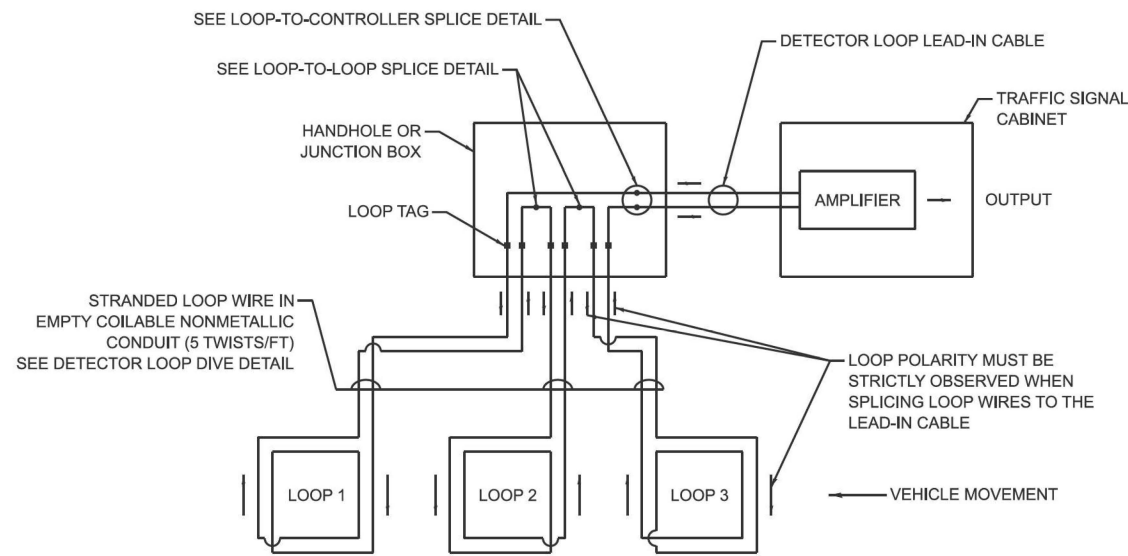 SEE LOOP-TO-CONTROLLER SPLICE DETAIL
DETECTOR LOOP LEAD-IN CABLE
SEE LOOP-TO-LOOP SPLICE DETAIL
TRAFFIC SIGNAL
CABINET
HANDHOLE OR
JUNCTION BOX
AMPLIFIER
OUTPUT
LOOP TAG
STRANDED LOOP WIRE IN
EMPTY COILABLE NONMETALLIC
CONDUIT (5 TWISTS/FT)
SEE DETECTOR LOOP DIVE DETAIL
LOOP POLARITY MUST BE
STRICTLY OBSERVED WHEN
SPLICING LOOP WIRES TO THE
LEAD-IN CABLE
LOOP 1
LOOP 2
LOOP 3
VEHICLE MOVEMENT